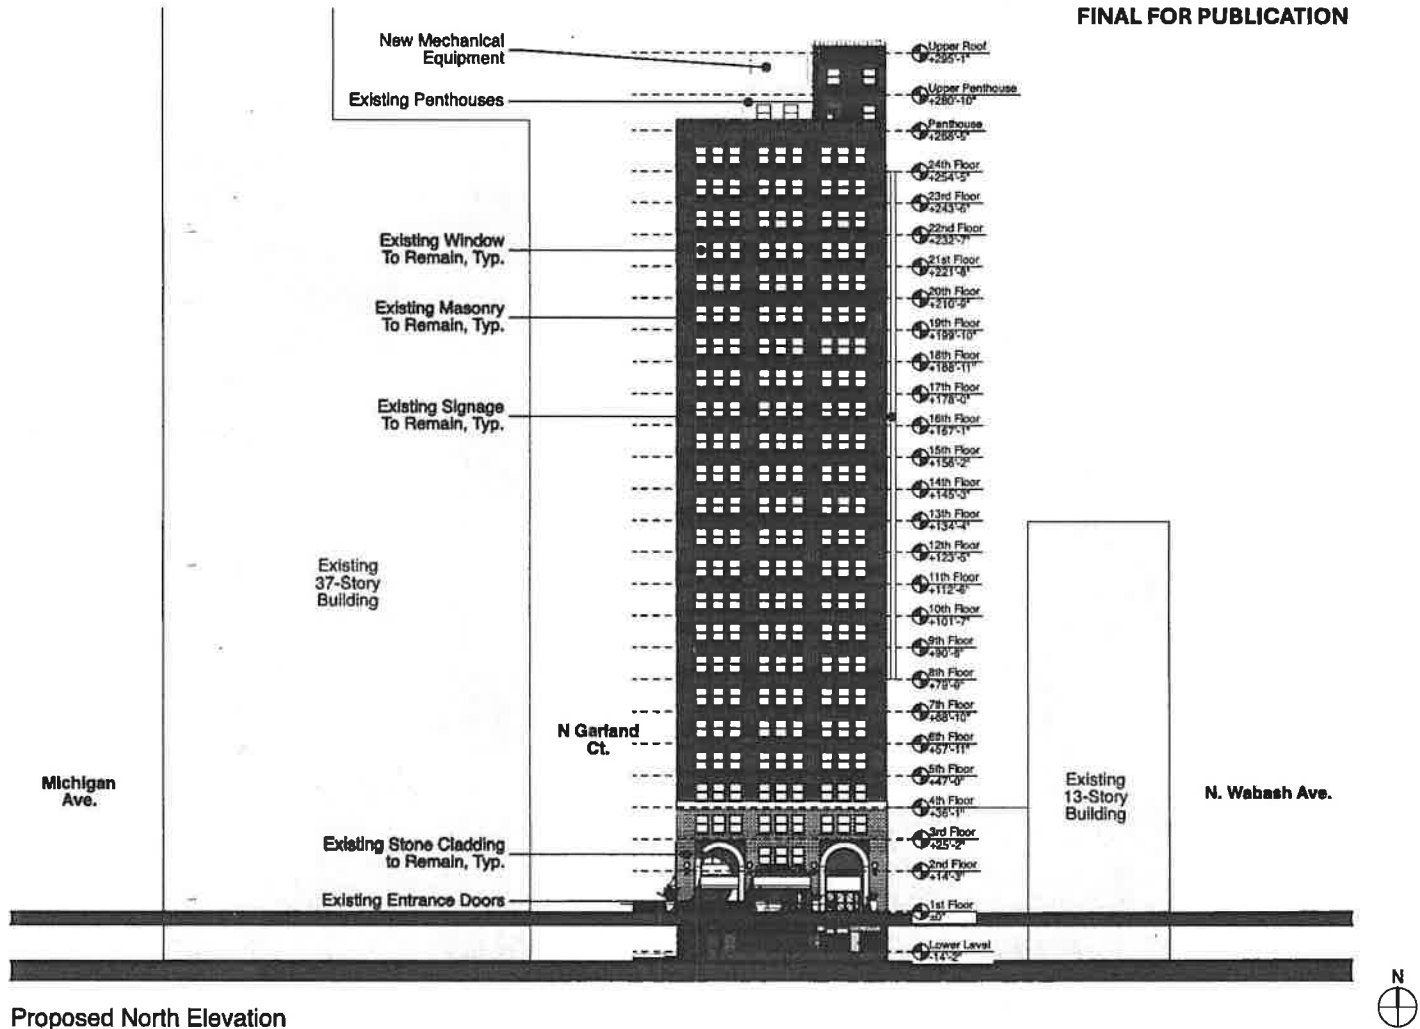 FINAL FOR PUBLICATION
New Mechanical
Equipment
Existing Penthouses
Existing Window
To Remain, Typ.
Existing Masonry
To Remain, Typ.
Existing Signage
To Remain, Typ.
Existing
37-Story
Building
N Garland
Ct.
Michigan
Ave.
Existing Stone Cladding
to Remain, Typ.
Existing Entrance Doors
Upper Roof
+295'-1"
Upper Penthouse
+280'-10"
Penthouse
24th Floor
+254'-5"
23rd Floor
+243'-6"
22nd Floor
+232'-7"
21st Floor
+221'-8"
20th Floor
+210'-9"
19th Floor
+199'-10"
18th Floor
+188'-11"
17th Floor
+178'-0"
16th Floor
+167'-1"
15th Floor
+156'-2"
14th Floor
+145'-3"
13th Floor
+134'-4"
12th Floor
+123'-5"
11th Floor
+112'-6"
10th Floor
+101'-7"
9th Floor
+90'-8"
8th Floor
+79'-9"
7th Floor
+68'-10"
6th Floor
+57'-11"
5th Floor
+47'-0"
4th Floor
+36'-1"
3rd Floor
+25'-2"
2nd Floor
+14'-3"
1st Floor
±0"
Lower Level
-14'-2"
Existing
13-Story
Building
N. Wabash Ave.
N
Proposed North Elevation